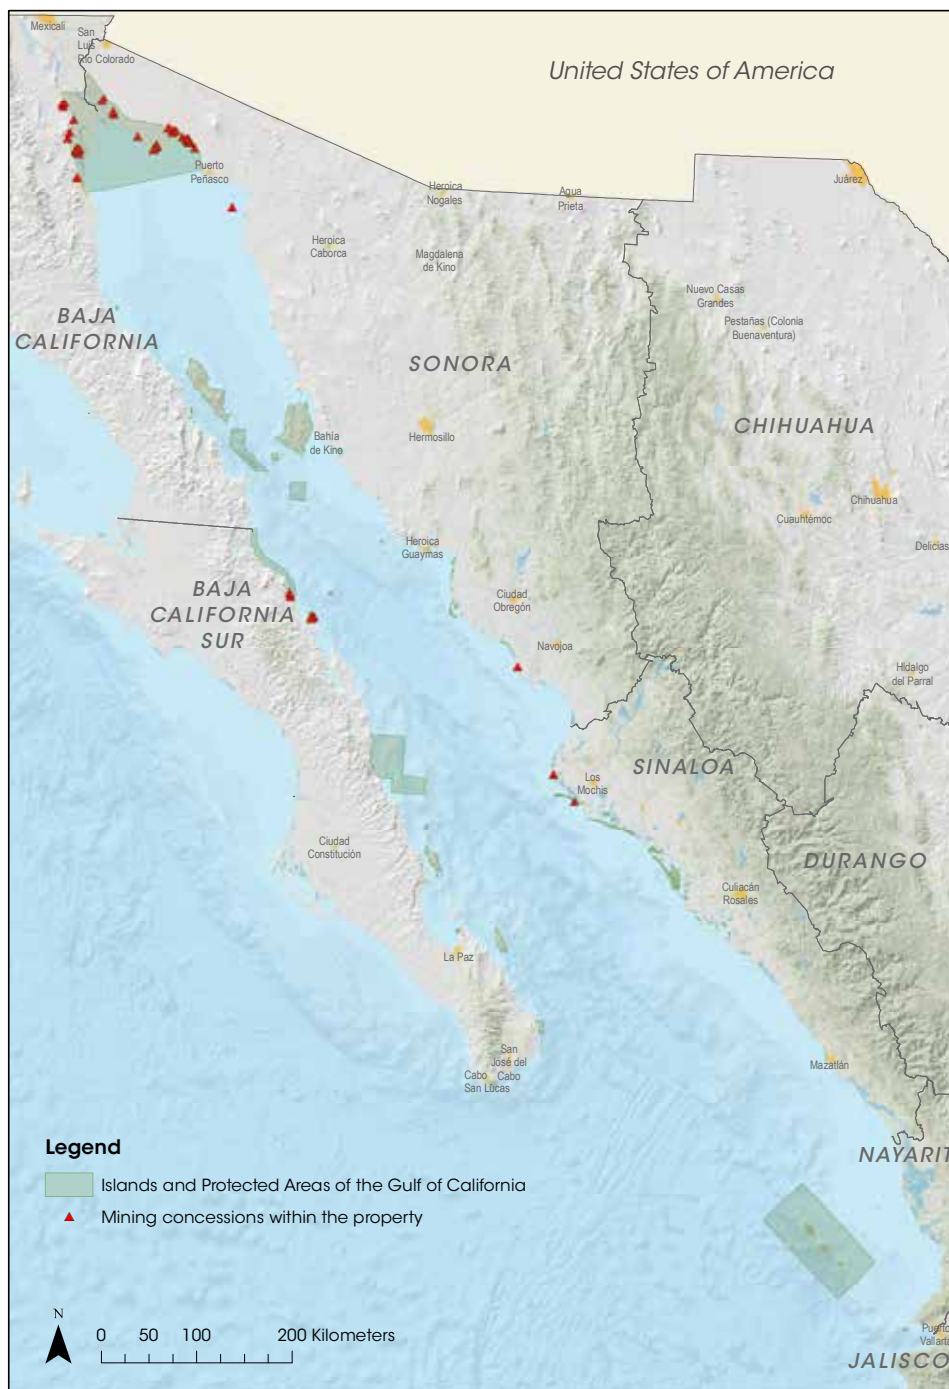 Mexicali
San
Luis
Río Colorado
United States of America
Puerto
Peñasco
Heroica
Nogales
Agua
Prieta
Juárez
Heroica
Caborca
Magdalena
de Kino
Nuevo Casas
Grandes
BAJA
CALIFORNIA
Pestañas (Colonia
Buenaventura)
SONORA
CHIHUAHUA
Hermosillo
Bahía
de Kino
Chihuahua
Cuauhtémoc
Heroica
Guaymas
Delicias
BAJA
CALIFORNIA
SUR
Ciudad
Obregón
Navojoa
Hidalgo
del Parral
SINALOA
Los
Mochis
Ciudad
Constitución
DURANGO
Culiacán
Rosales
La Paz
San
José del
Cabo
Cabo
San Lucas
Mazatlán
Legend
Islands and Protected Areas of the Gulf of California
Mining concessions within the property
NAYARIT
N
0 50 100 200 Kilometers
Puerto
Vallarta
JALISCO